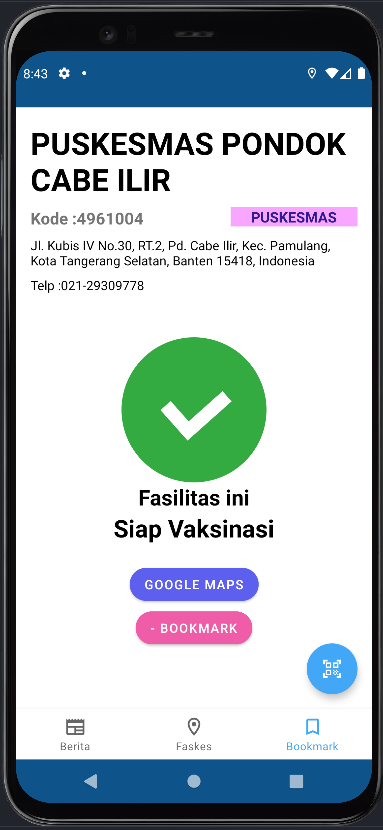 8:43
PUSKESMAS PONDOK
CABE ILIR
Kode :4961004
PUSKESMAS
Jl. Kubis IV No.30, RT.2, Pd. Cabe Ilir, Kec. Pamulang,
Kota Tangerang Selatan, Banten 15418, Indonesia
Telp :021-29309778
Fasilitas ini
Siap Vaksinasi
GOOGLE MAPS
- BOOKMARK
Berita
Faskes
Bookmark